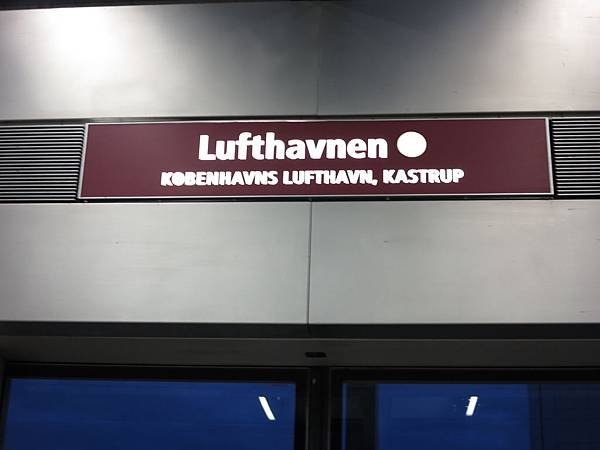 Lufthavnen
KØBENHAVNS LUFTHAVN, KASTRUP